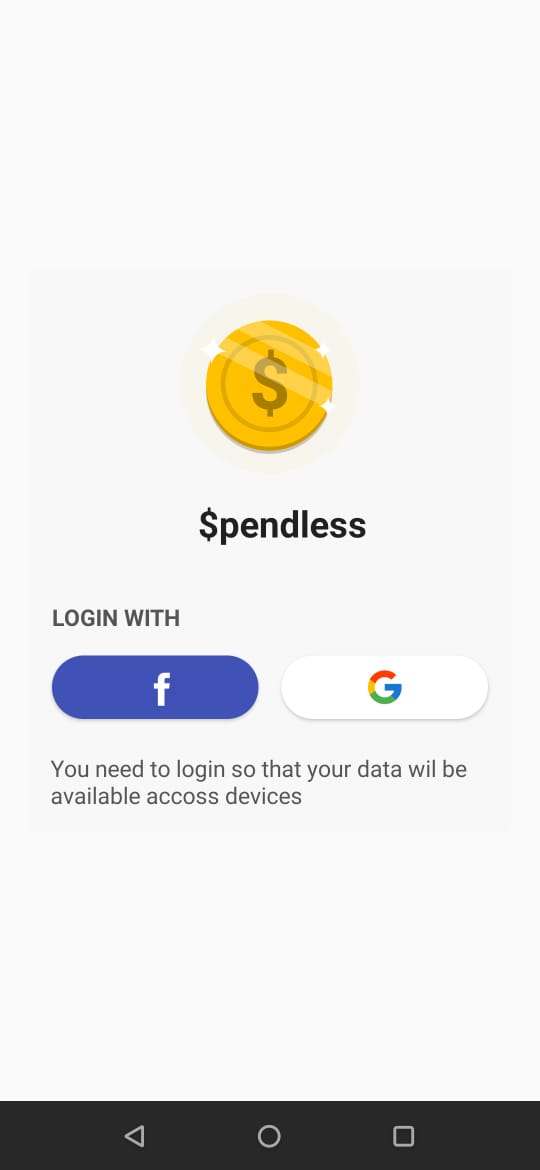 $
$pendless
LOGIN WITH
f
G
You need to login so that your data wil be
available accoss devices